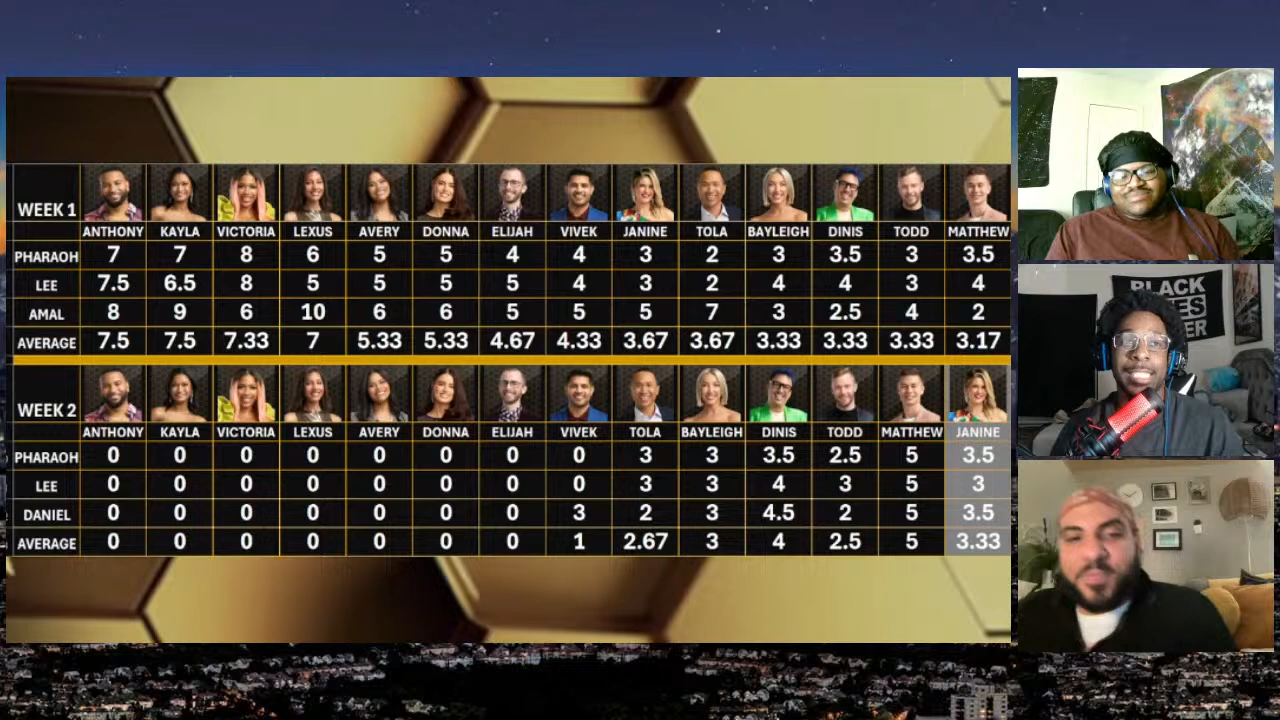 WEEK 1
ANTHONY KAYLA VICTORIA LEXUS AVERY DONNA ELIJAH VIVEK JANINE TOLA BAYLEIGH DINIS TODD MATTHEW
PHARAOH 7 7 8 6 5 5 4 4 3 2 3 3.5 3 3.5
LEE 7.5 6.5 8 5 5 5 5 4 3 2 4 4 3 4
AMAL 8 9 6 10 6 6 5 5 5 7 3 2.5 4 2
AVERAGE 7.5 7.5 7.33 7 5.33 5.33 4.67 4.33 3.67 3.67 3.33 3.33 3.33 3.17
WEEK 2
ANTHONY KAYLA VICTORIA LEXUS AVERY DONNA ELIJAH VIVEK TOLA BAYLEIGH DINIS TODD MATTHEW JANINE
PHARAOH 0 0 0 0 0 0 0 0 3 3 3.5 2.5 5 3.5
LEE 0 0 0 0 0 0 0 0 3 3 4 3 5 3
DANIEL 0 0 0 0 0 0 0 3 2 3 4.5 2 5 3.5
AVERAGE 0 0 0 0 0 0 0 1 2.67 3 4 2.5 5 3.33
BLACK